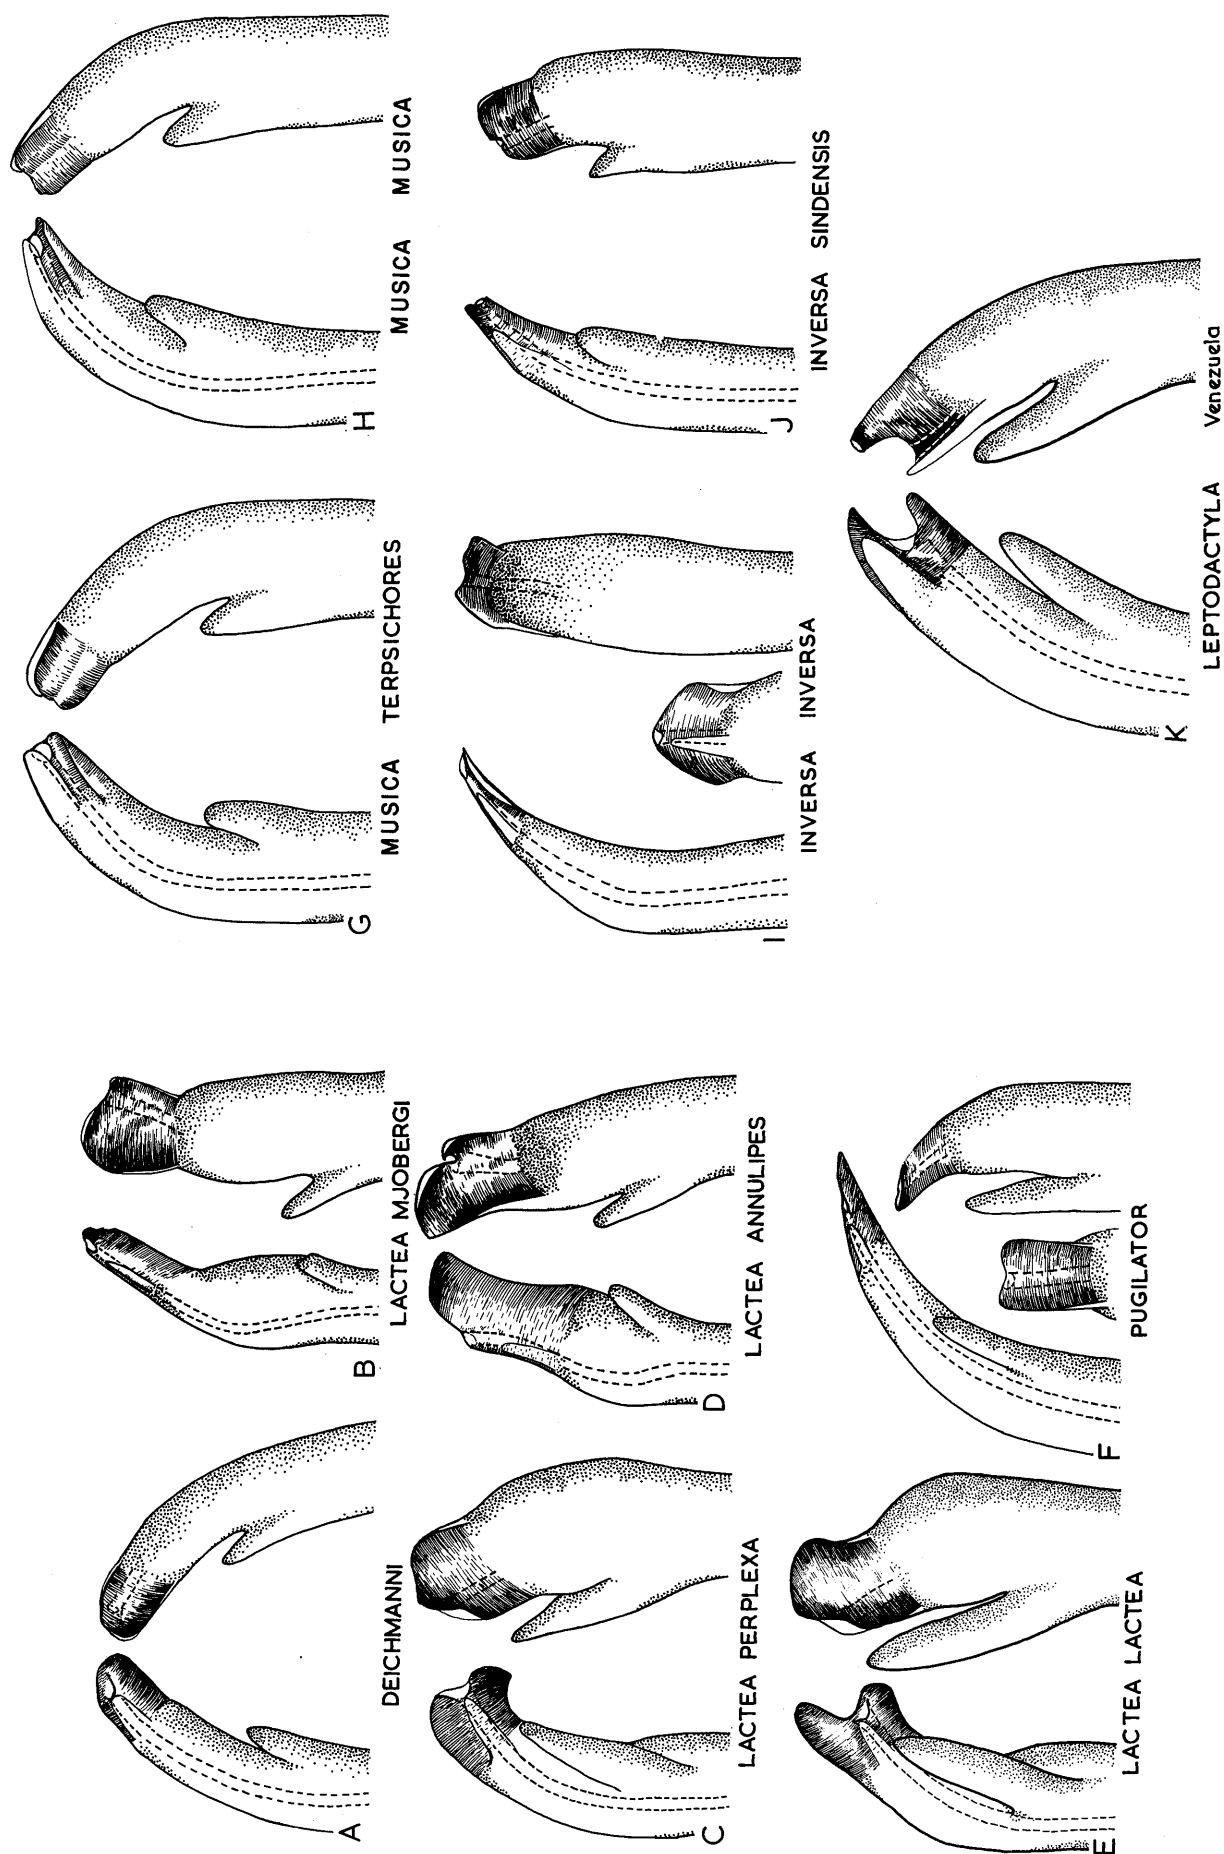 A
DEICHMANNI
B
LACTEA MJOBERGI
C
LACTEA PERPLEXA
D
LACTEA ANNULIPES
E
LACTEA LACTEA
F
PUGILATOR
G
MUSICA TERPSICHORES
H
MUSICA MUSICA
I
INVERSA INVERSA
J
INVERSA SINDENSIS
K
LEPTODACTYLA Venezuela